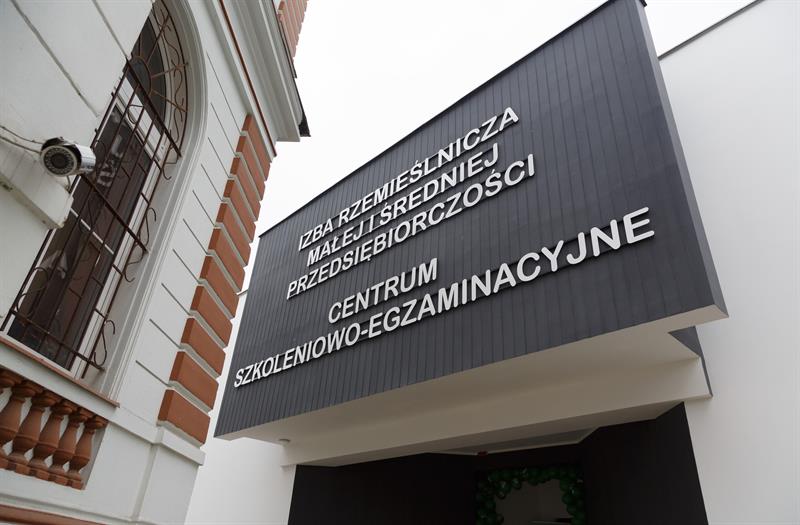 IZBA RZEMIEŚLNICZA
MAŁEJ I ŚREDNIEJ
PRZEDSIĘBIORCZOŚCI
CENTRUM
SZKOLENIOWO-EGZAMINACYJNE